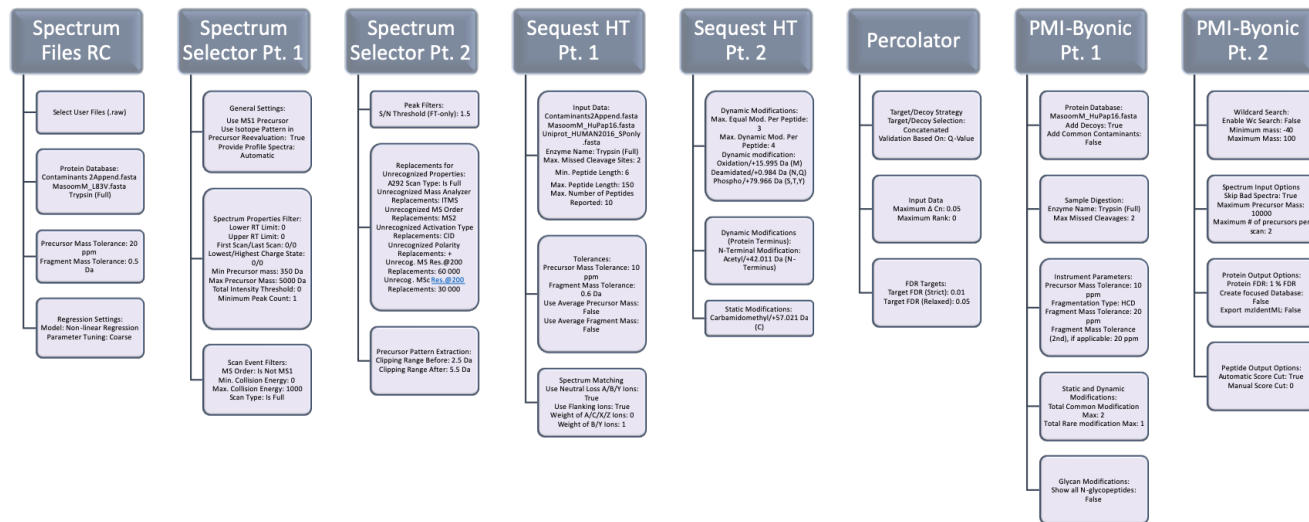 Spectrum
Files RC
Select User Files (.raw)
Protein Database:
Contaminants 2Append.fasta
MasoomM_L83V.fasta
Trypsin (Full)
Precursor Mass Tolerance: 20
ppm
Fragment Mass Tolerance: 0.5
Da
Regression Settings:
Model: Non-linear Regression
Parameter Tuning: Coarse
Spectrum
Selector Pt. 1
General Settings:
Use MS1 Precursor
Use Isotope Pattern in
Precursor Reevaluation: True
Provide Profile Spectra:
Automatic
Spectrum Properties Filter:
Lower RT Limit: 0
Upper RT Limit: 0
First Scan/Last Scan: 0/0
Lowest/Highest Charge State:
0/0
Min Precursor mass: 350 Da
Max Precursor Mass: 5000 Da
Total Intensity Threshold: 0
Minimum Peak Count: 1
Scan Event Filters:
MS Order: Is Not MS1
Min. Collision Energy: 0
Max. Collision Energy: 1000
Scan Type: Is Full
Spectrum
Selector Pt. 2
Peak Filters:
S/N Threshold (FT-only): 1.5
Replacements for
Unrecognized Properties:
A292 Scan Type: Is Full
Unrecognized Mass Analyzer
Replacements: ITMS
Unrecognized MS Order
Replacements: MS2
Unrecognized Activation Type
Replacements: CID
Unrecognized Polarity
Replacements: +
Unrecog. MS Res.@200
Replacements: 60 000
Unrecog. MSc Res.@200
Replacements: 30 000
Precursor Pattern Extraction:
Clipping Range Before: 2.5 Da
Clipping Range After: 5.5 Da
Sequest HT
Pt. 1
Input Data:
Contaminants2Append.fasta
MasoomM_HuPap16.fasta
Uniprot_HUMAN2016_SPonly
.fasta
Enzyme Name: Trypsin (Full)
Max. Missed Cleavage Sites: 2
Min. Peptide Length: 6
Max. Peptide Length: 150
Max. Number of Peptides
Reported: 10
Tolerances:
Precursor Mass Tolerance: 10
ppm
Fragment Mass Tolerance:
0.6 Da
Use Average Precursor Mass:
False
Use Average Fragment Mass:
False
Spectrum Matching
Use Neutral Loss A/B/Y Ions:
True
Use Flanking Ions: True
Weight of A/C/X/Z Ions: 0
Weight of B/Y Ions: 1
Sequest HT
Pt. 2
Dynamic Modifications:
Max. Equal Mod. Per Peptide:
3
Max. Dynamic Mod. Per
Peptide: 4
Dynamic modification:
Oxidation/+15.995 Da (M)
Deamidated/+0.984 Da (N,Q)
Phospho/+79.966 Da (S,T,Y)
Dynamic Modifications
(Protein Terminus):
N-Terminal Modification:
Acetyl/+42.011 Da (N-
Terminus)
Static Modifications:
Carbamidomethyl/+57.021 Da
(C)
Percolator
Target/Decoy Strategy
Target/Decoy Selection:
Concatenated
Validation Based On: Q-Value
Input Data
Maximum Δ Cn: 0.05
Maximum Rank: 0
FDR Targets:
Target FDR (Strict): 0.01
Target FDR (Relaxed): 0.05
PMI-Byonic
Pt. 1
Protein Database:
MasoomM_HuPap16.fasta
Add Decoys: True
Add Common Contaminants:
False
Sample Digestion:
Enzyme Name: Trypsin (Full)
Max Missed Cleavages: 2
Instrument Parameters:
Precursor Mass Tolerance: 10
ppm
Fragmentation Type: HCD
Fragment Mass Tolerance: 20
ppm
Fragment Mass Tolerance
(2nd), if applicable: 20 ppm
Static and Dynamic
Modifications:
Total Common Modification
Max: 2
Total Rare modification Max: 1
Glycan Modifications:
Show all N-glycopeptides:
False
PMI-Byonic
Pt. 2
Wildcard Search:
Enable Wc Search: False
Minimum mass: -40
Maximum Mass: 100
Spectrum Input Options
Skip Bad Spectra: True
Maximum Precursor Mass:
10000
Maximum # of precursors per
scan: 2
Protein Output Options:
Protein FDR: 1 % FDR
Create focused Database:
False
Export mzIdentML: False
Peptide Output Options:
Automatic Score Cut: True
Manual Score Cut: 0